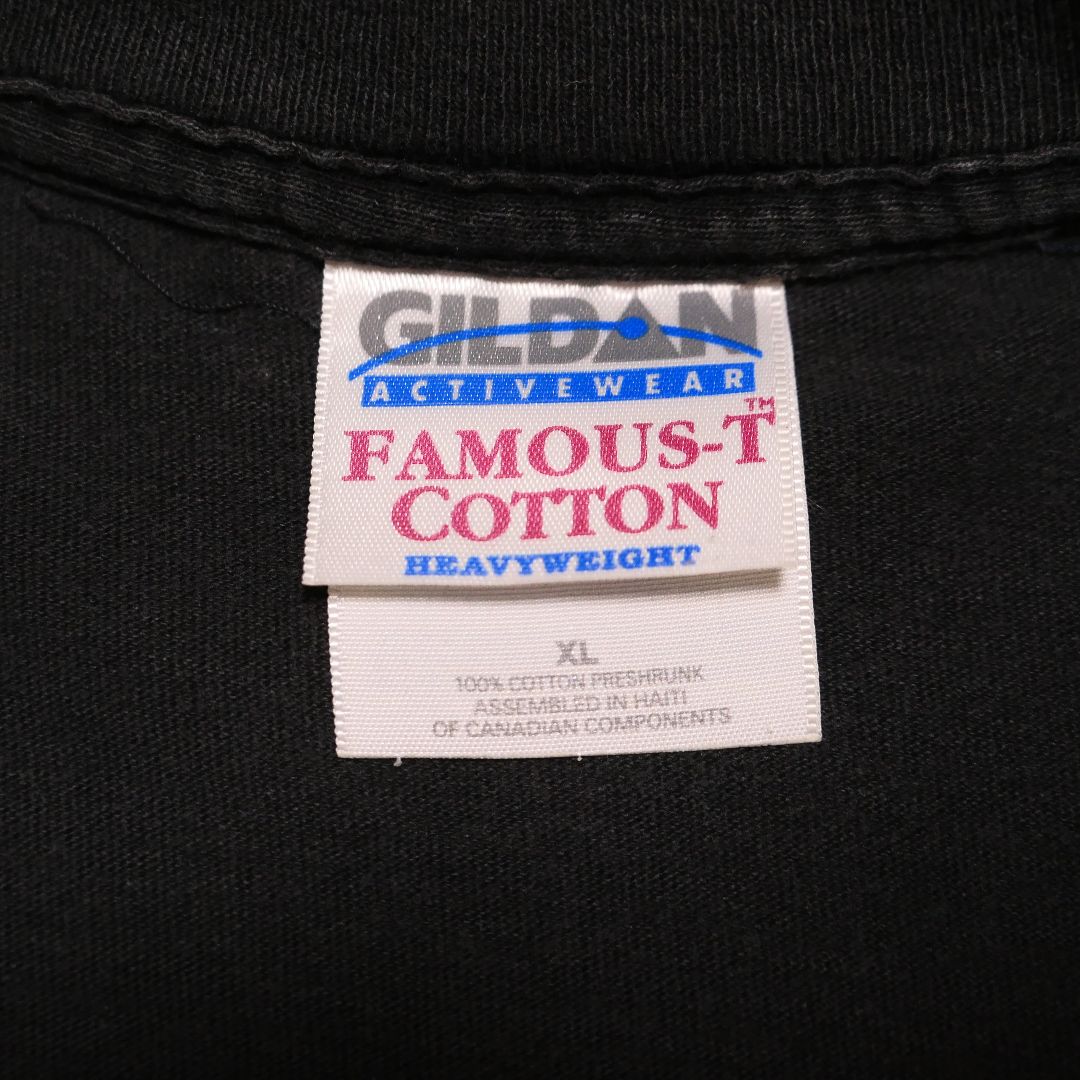 GILDAN
ACTIVEWEAR
FAMOUS-T™
COTTON
HEAVYWEIGHT
XL
100% COTTON PRESHRUNK
ASSEMBLED IN HAITI
OF CANADIAN COMPONENTS